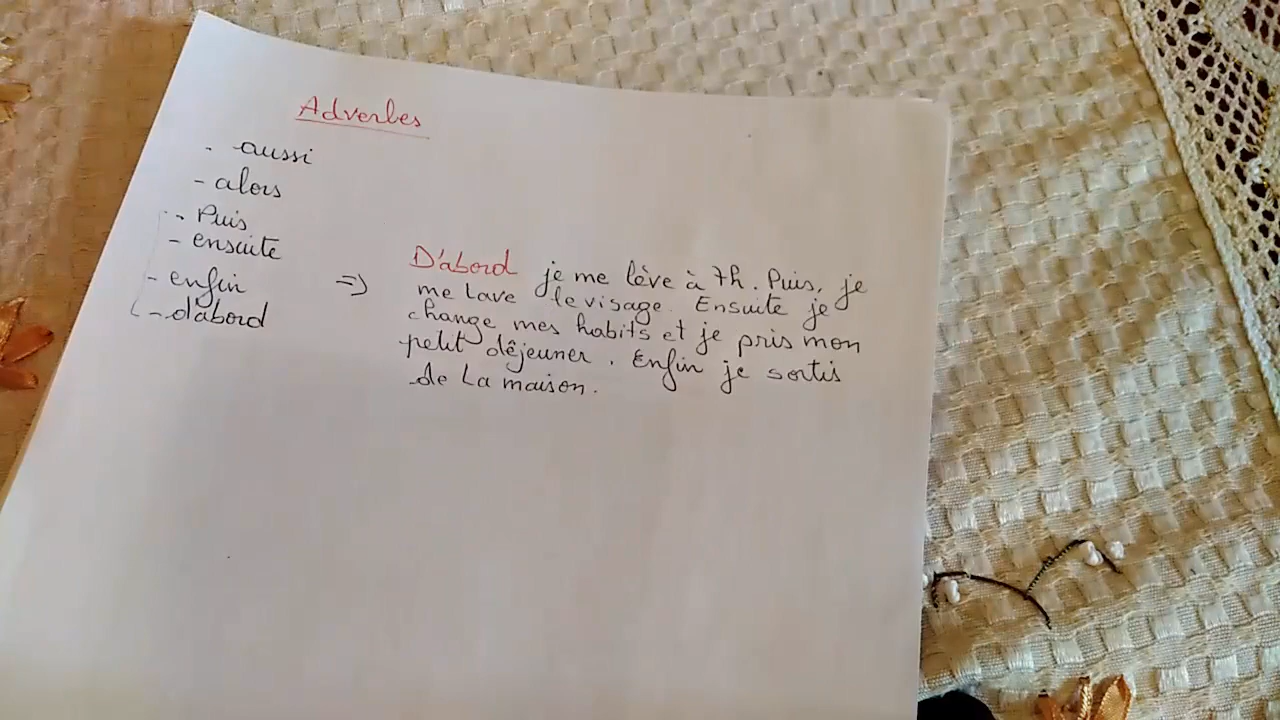 Adverbes
- aussi
- alors
- Puis
- ensuite
- enfin
- d'abord
=> D'abord je me lève à 7h. Puis, je
me lave le visage. Ensuite je
change mes habits et je pris mon
petit dêjeuner. Enfin je sortis
de la maison.